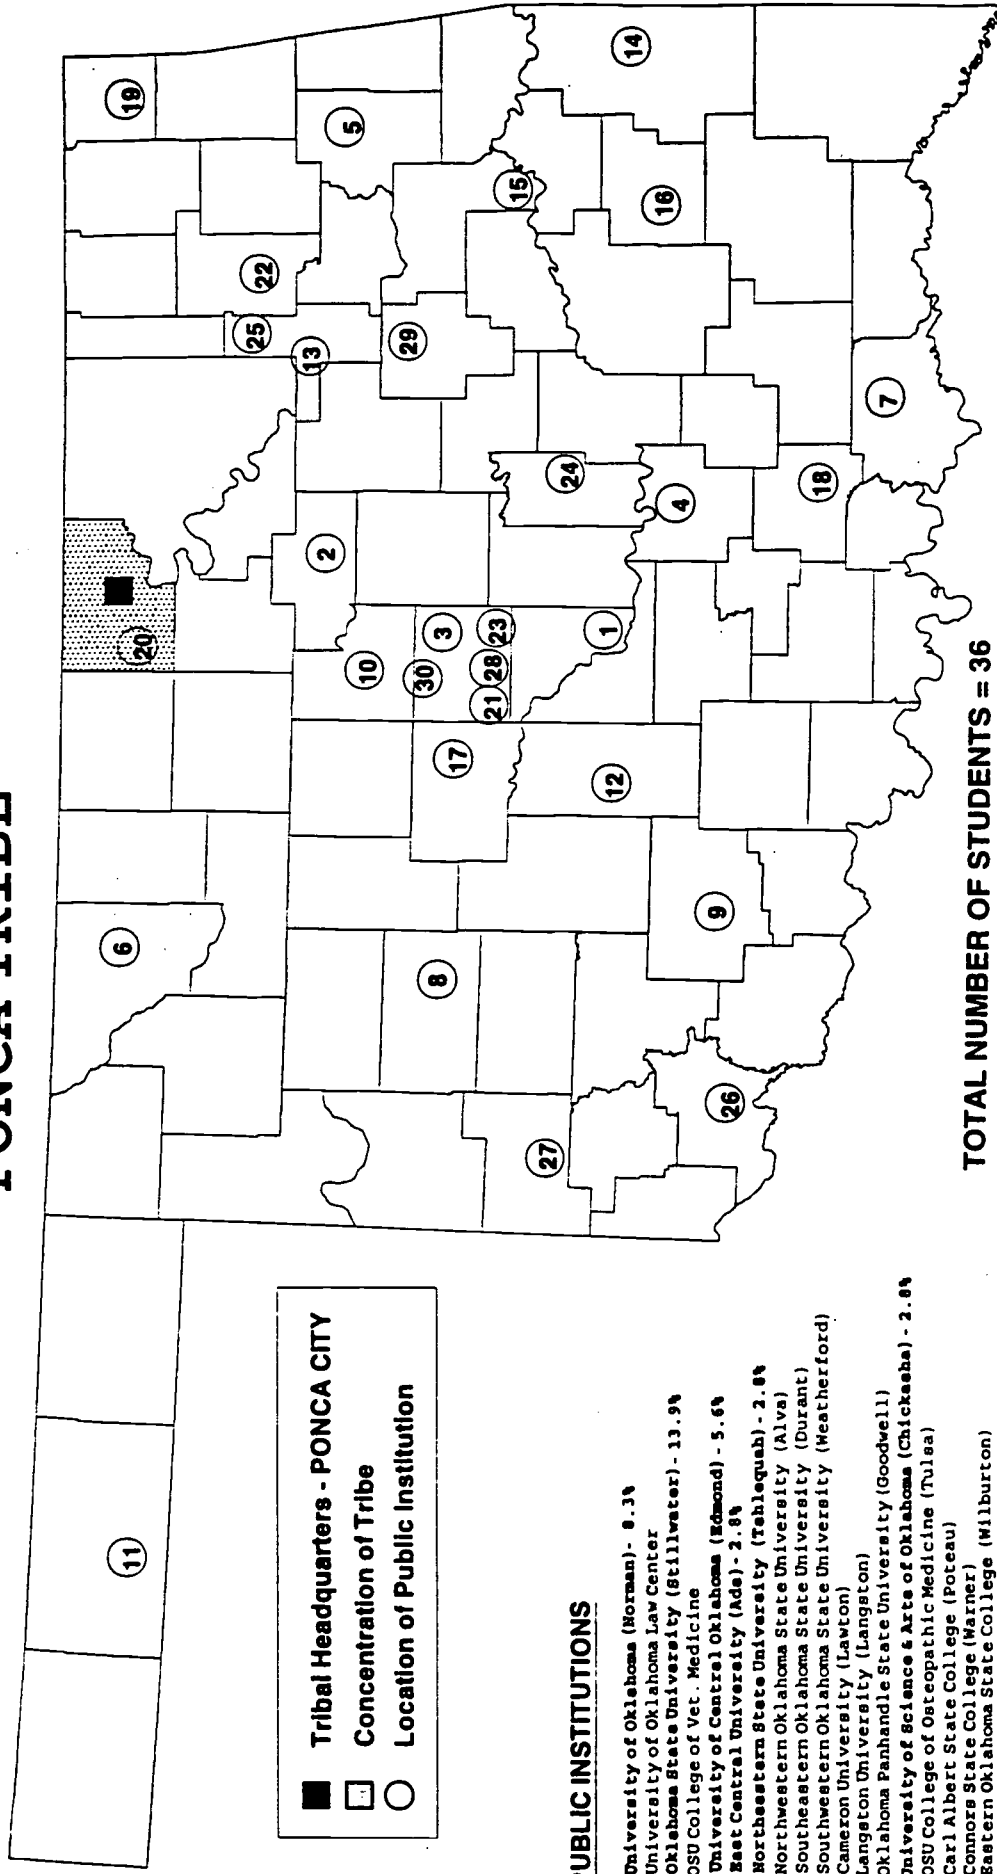 PONCA TRIBE
Tribal Headquarters - PONCA CITY
Concentration of Tribe
Location of Public Institution
PUBLIC INSTITUTIONS
University of Oklahoma (Norman) - 8.3%
University of Oklahoma Law Center
Oklahoma State University (Stillwater) - 13.9%
OSU College of Vet. Medicine
University of Central Oklahoma (Edmond) - 5.6%
East Central University (Ada) - 2.8%
Northeastern State University (Tahlequah) - 2.8%
Northwestern Oklahoma State University (Alva)
Southeastern Oklahoma State University (Durant)
Southwestern Oklahoma State University (Weatherford)
Cameron University (Lawton)
Langston University (Langston)
Oklahoma Panhandle State University (Goodwell)
University of Science & Arts of Oklahoma (Chickasha) - 2.8%
OSU College of Osteopathic Medicine (Tulsa)
Carl Albert State College (Poteau)
Connors State College (Warner)
Eastern Oklahoma State College (Wilburton)
TOTAL NUMBER OF STUDENTS = 36
11
6
20
19
22
25
5
13
2
29
10
3
30
8
17
21
28
23
15
14
24
1
27
12
4
16
9
26
18
7